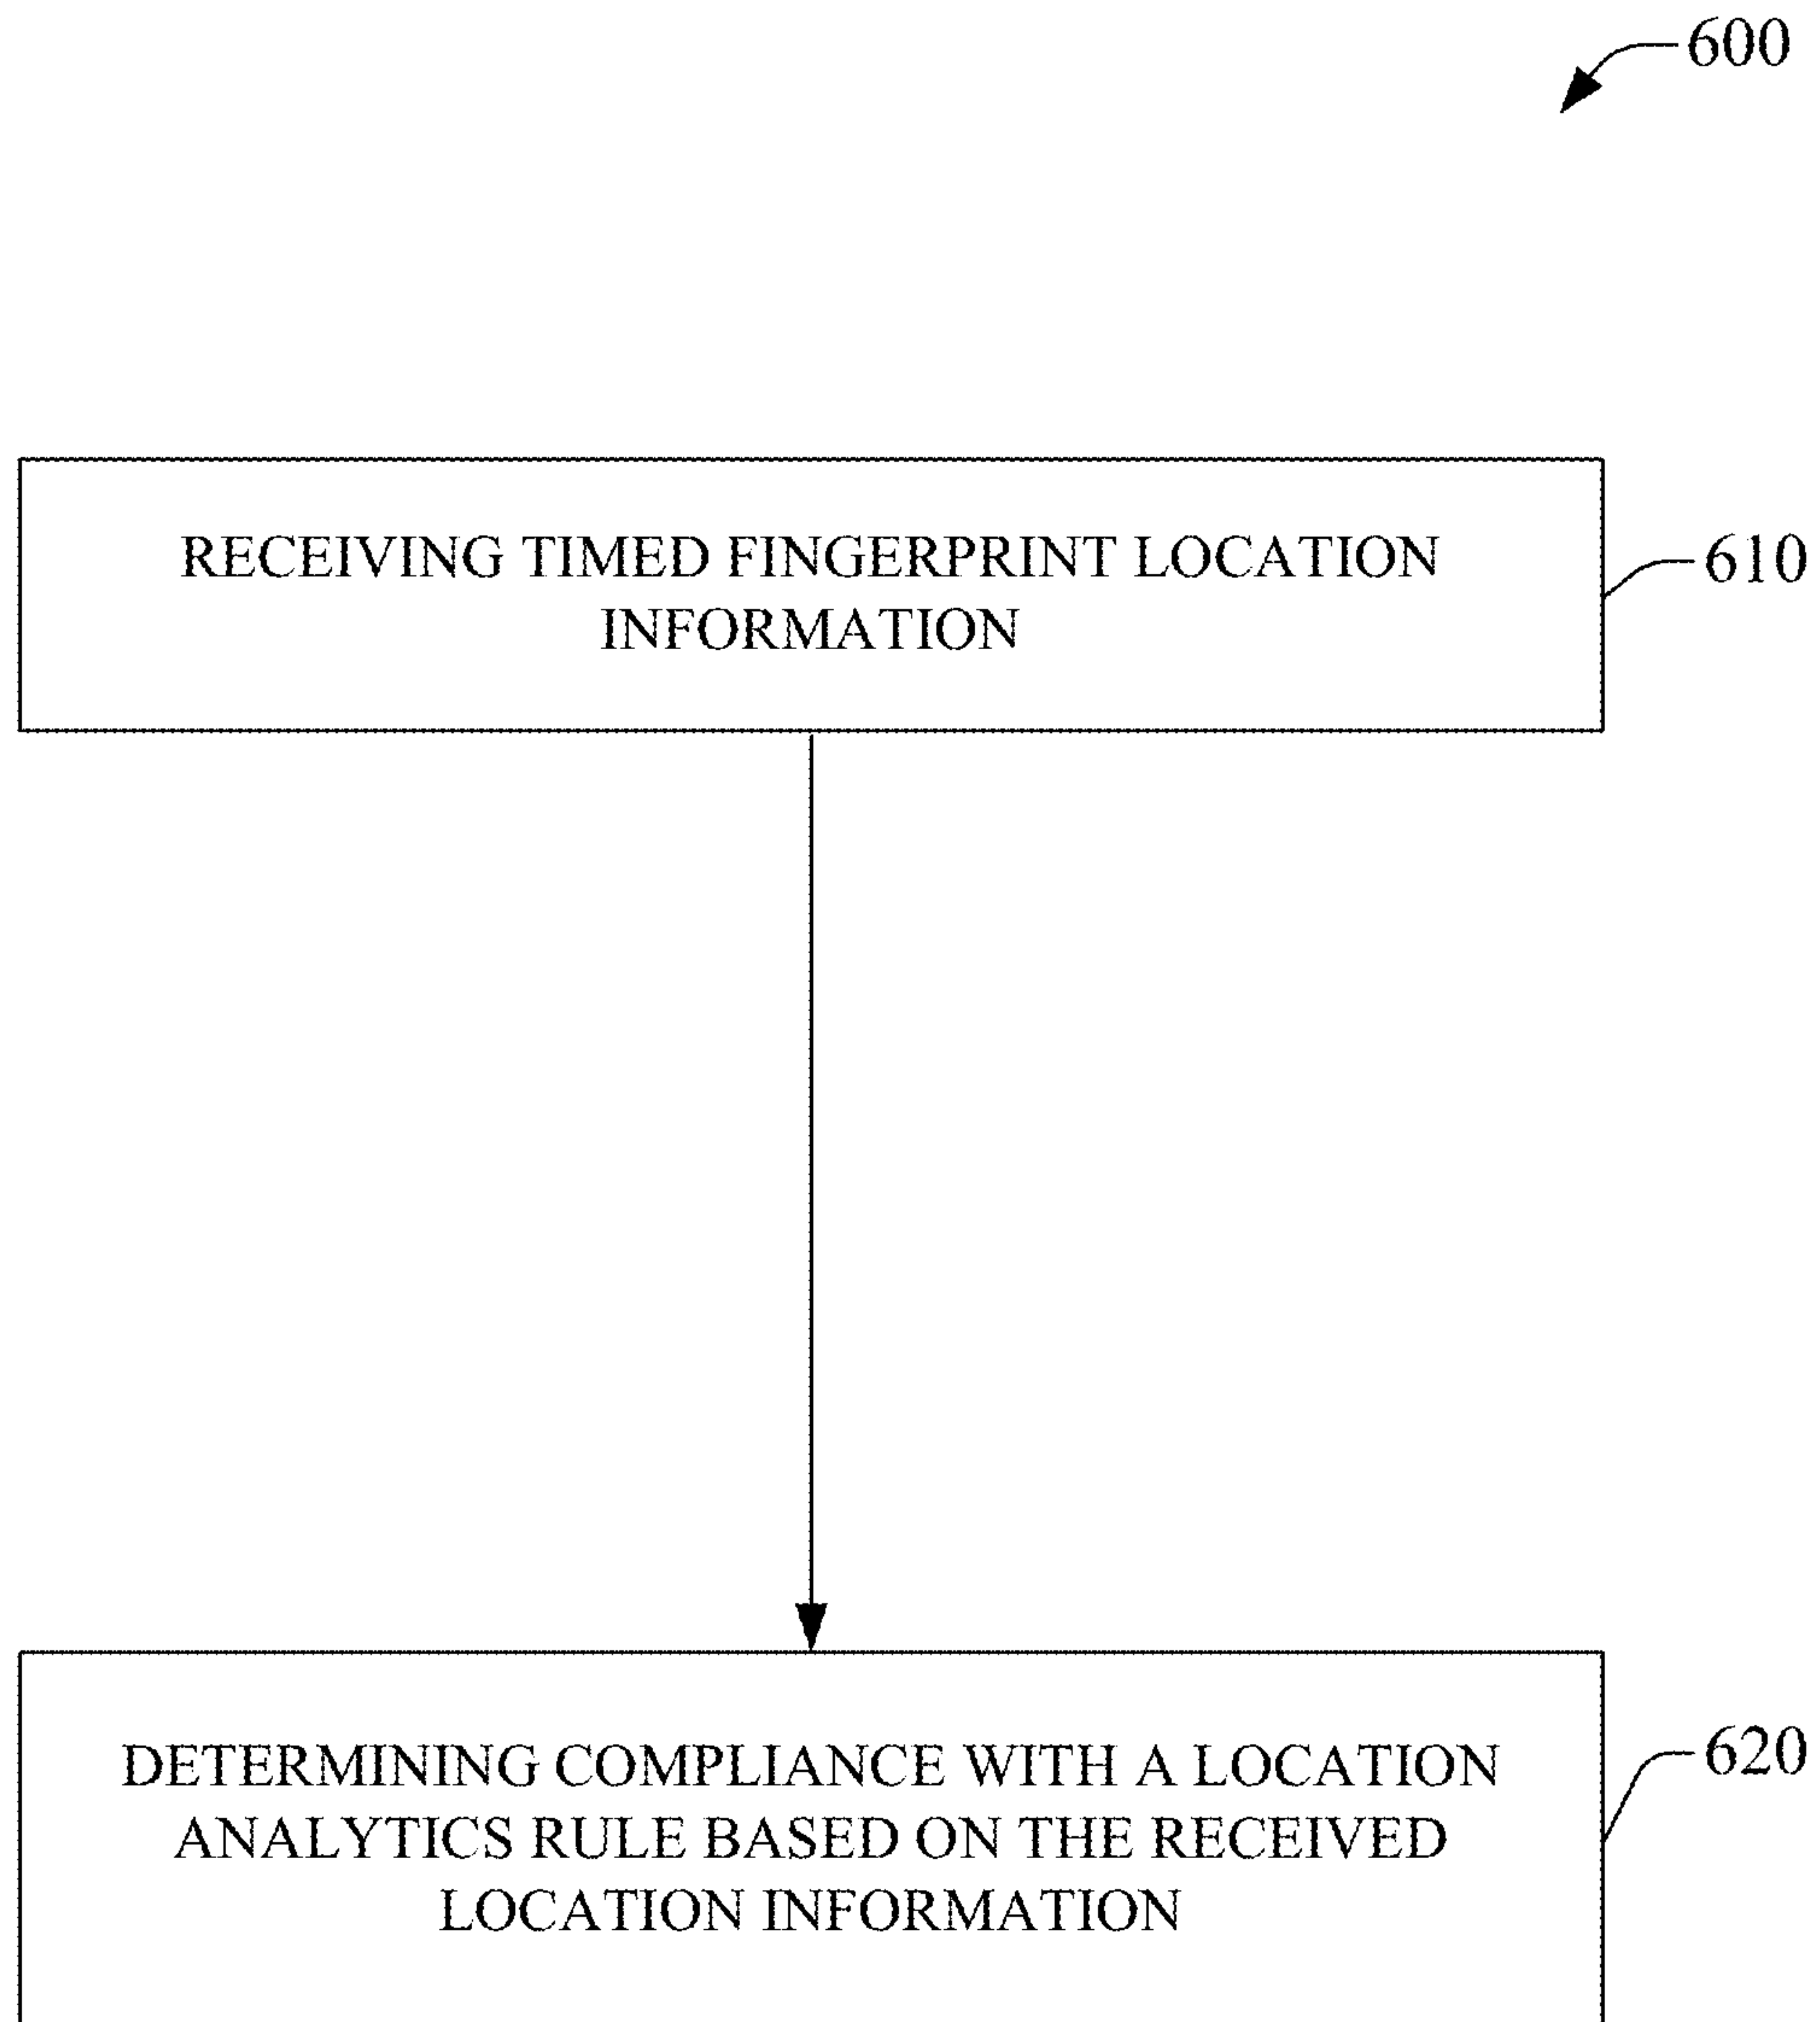 600
RECEIVING TIMED FINGERPRINT LOCATION
INFORMATION
610
DETERMINING COMPLIANCE WITH A LOCATION
ANALYTICS RULE BASED ON THE RECEIVED
LOCATION INFORMATION
620